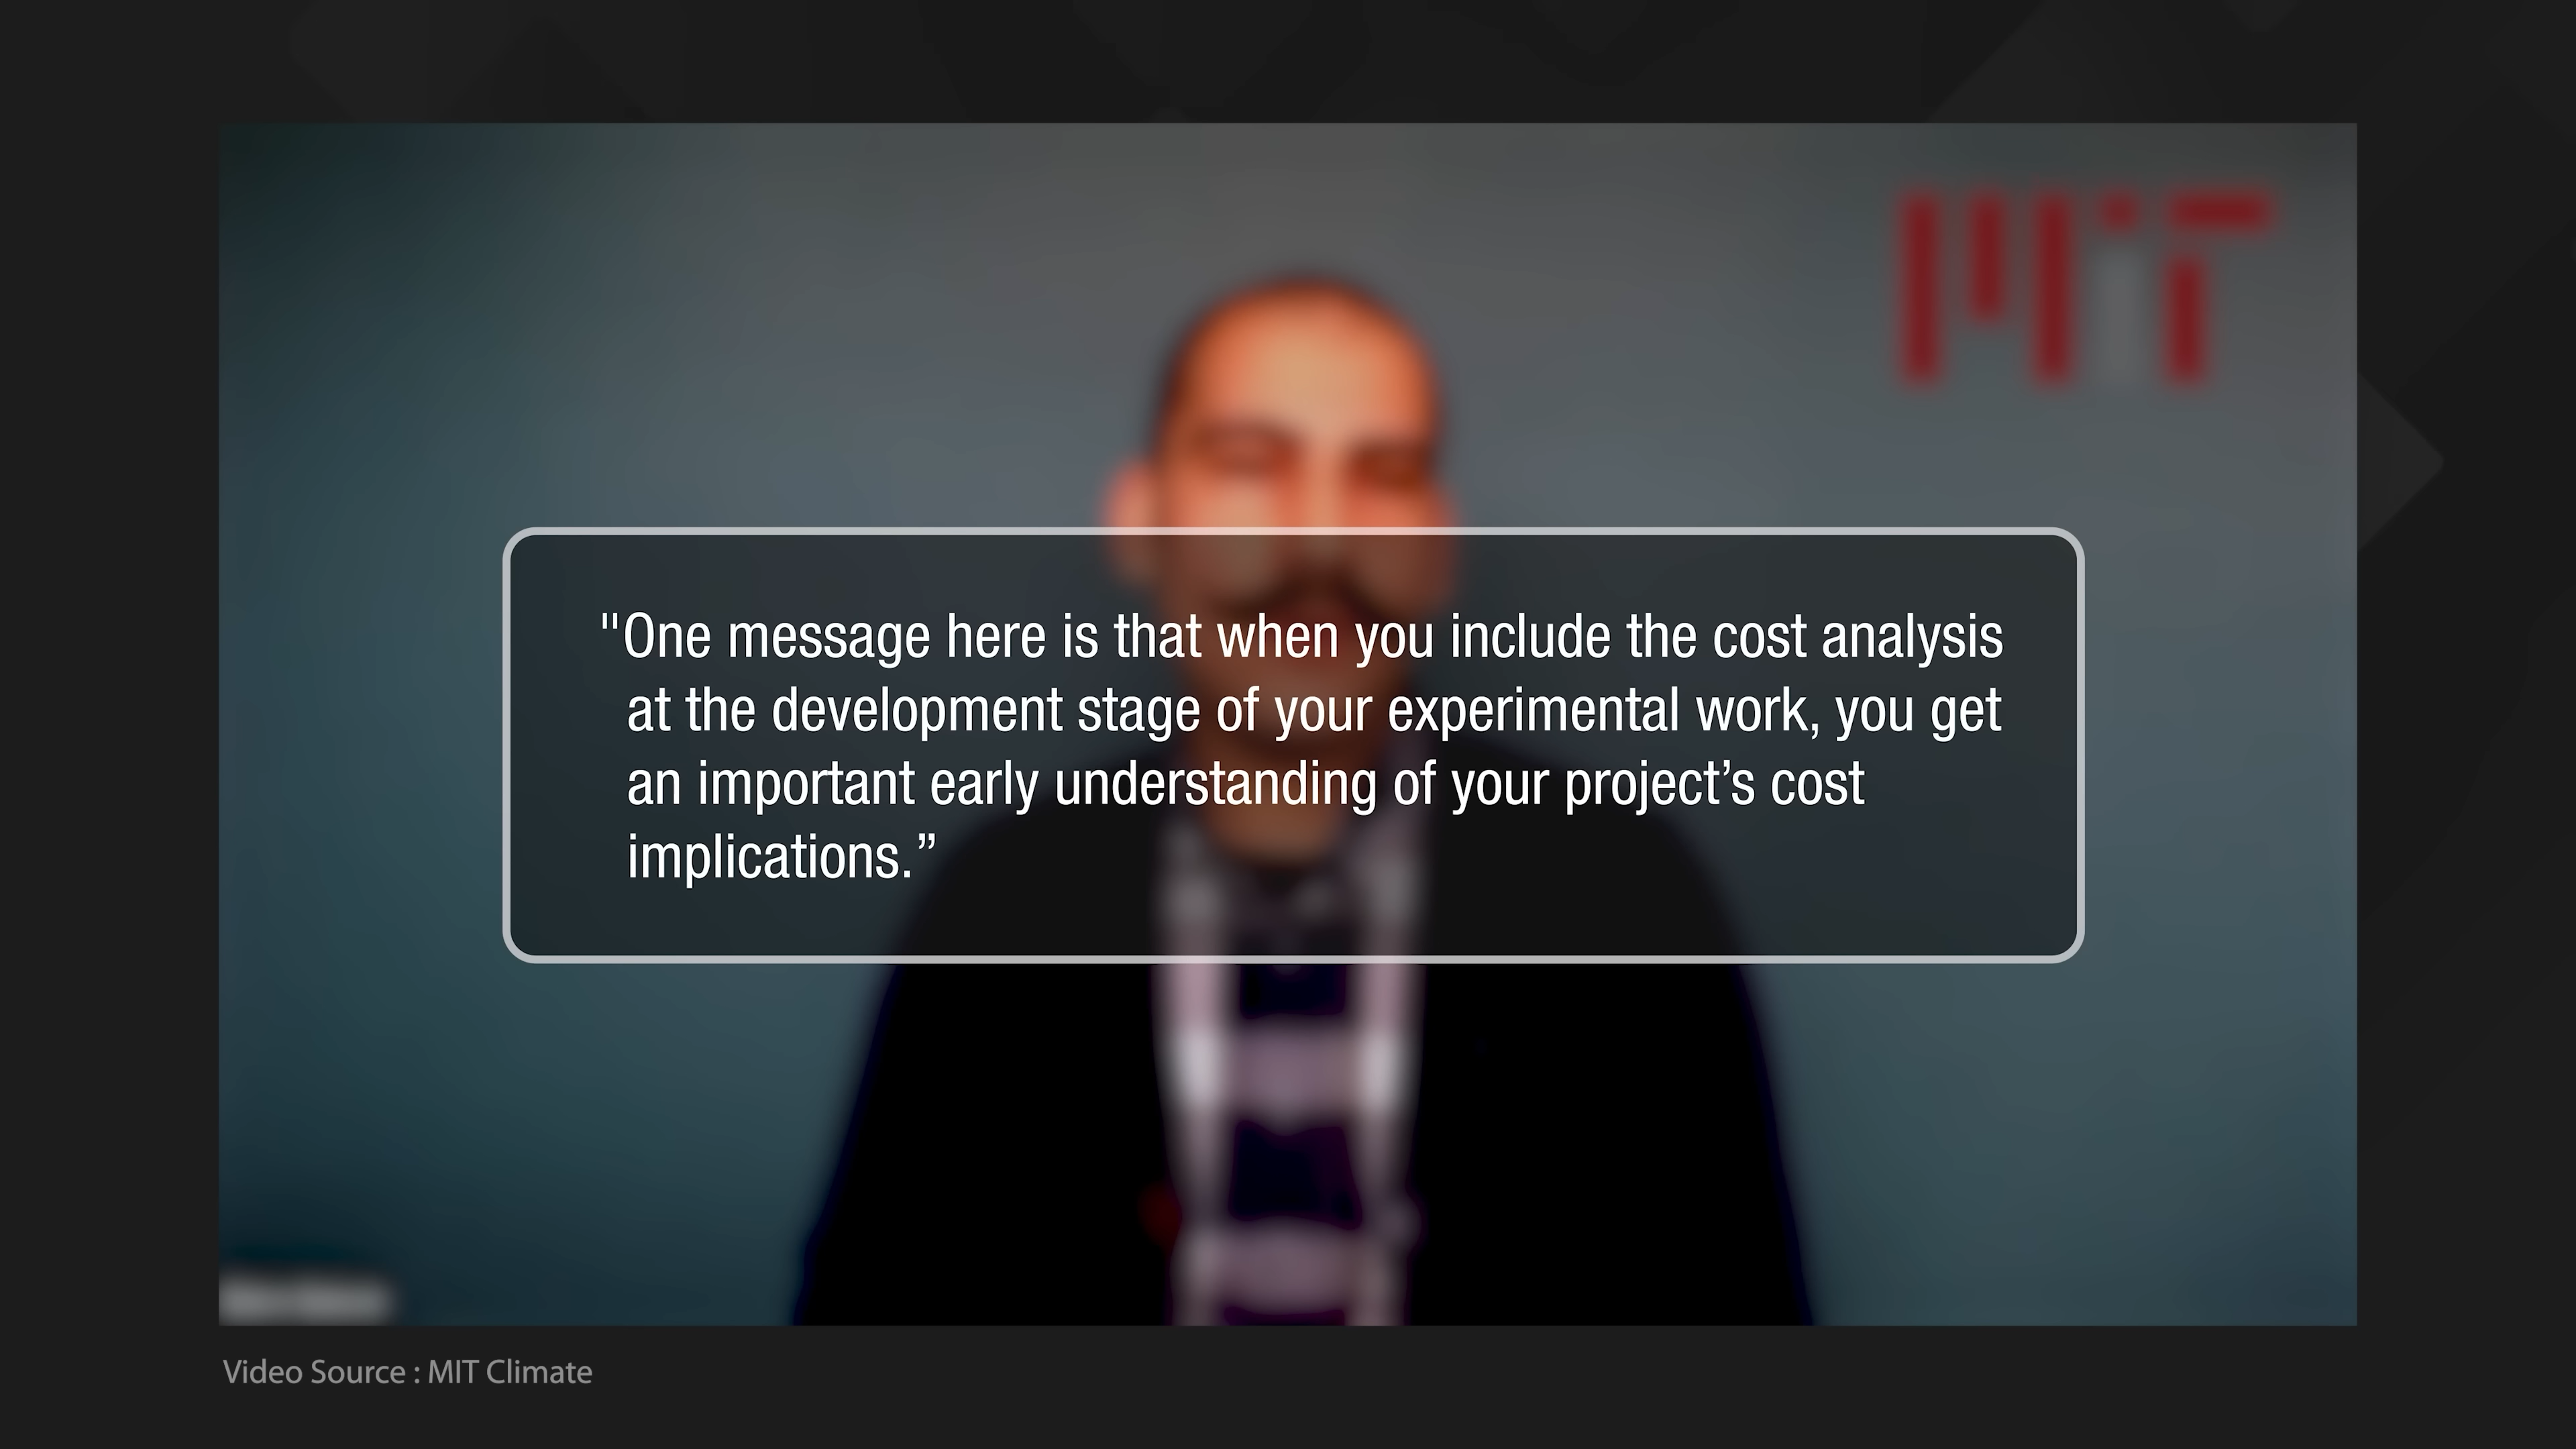 MIT
"One message here is that when you include the cost analysis
at the development stage of your experimental work, you get
an important early understanding of your project’s cost
implications.”
Video Source : MIT Climate